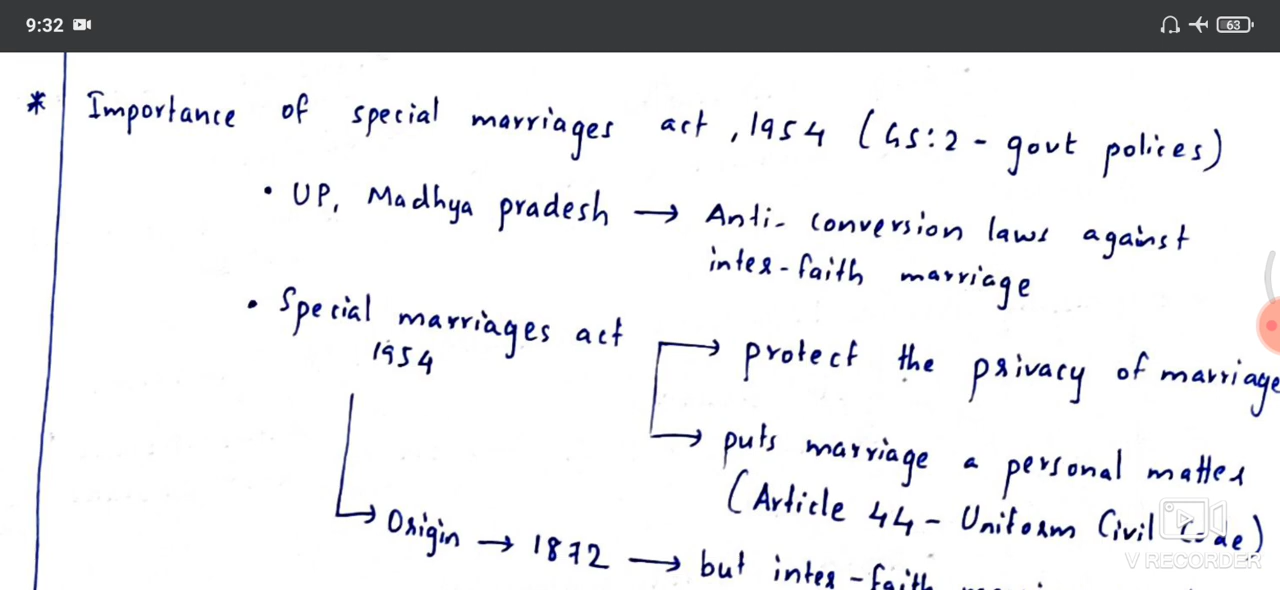 9:32
63
* Importance of special marriages act, 1954 (GS:2 - govt polices)
• UP, Madhya pradesh → Anti- conversion laws against
inter-faith marriage
• Special marriages act
1954
→ protect the privacy of marriage
→ puts marriage a personal matter
(Article 44 - Uniform Civil Code)
→ Origin → 1872 → but inter-faith
V RECORDER